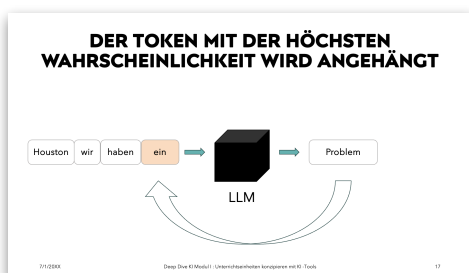 DER TOKEN MIT DER HÖCHSTEN
WAHRSCHEINLICHKEIT WIRD ANGEHÄNGT
Houston wir haben ein Problem
LLM
7/1/20XX Deep Dive KI Modul I : Unterrichtseinheiten konzipieren mit KI -Tools 17